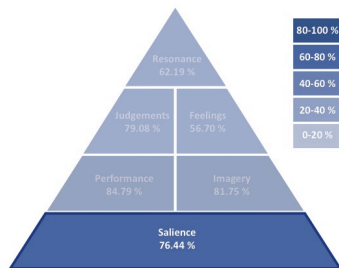 Resonance
62.19 %
Judgements
79.08 %
Feelings
56.70 %
Performance
84.79 %
Imagery
81.75 %
Salience
76.44 %
80-100 %
60-80 %
40-60 %
20-40 %
0-20 %